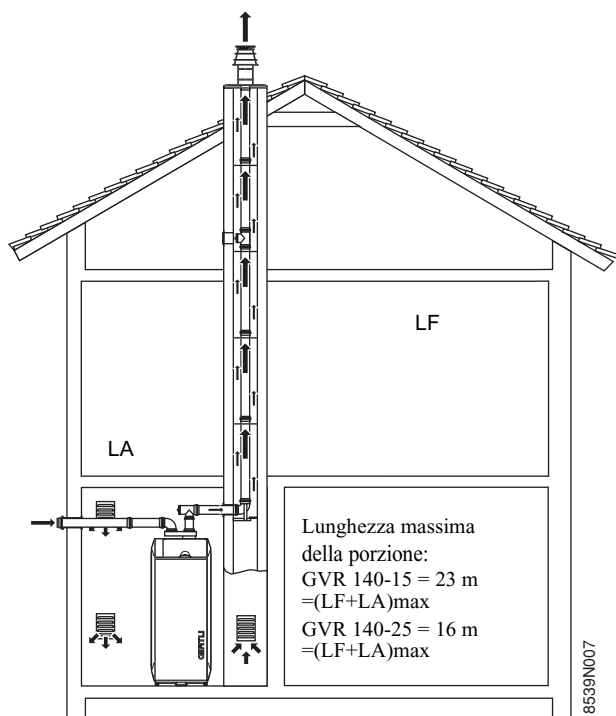 LF
LA
Lunghezza massima
della porzione:
GVR 140-15 = 23 m
=(LF+LA)max
GVR 140-25 = 16 m
=(LF+LA)max
OERTLI
8539N007